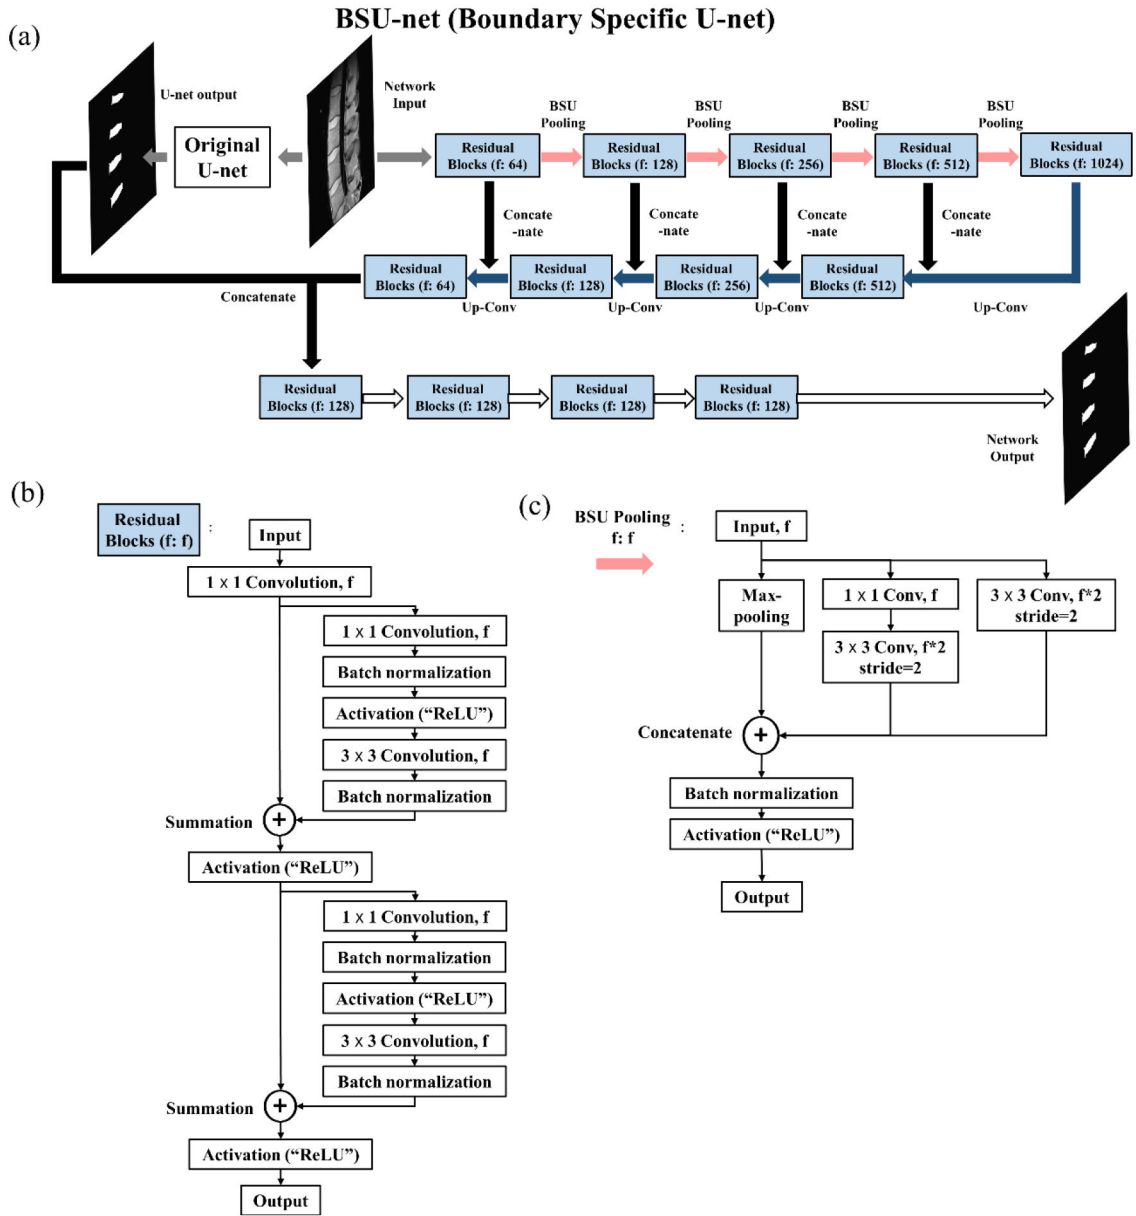 BSU-net (Boundary Specific U-net)
(a)
U-net output
Original
U-net
Network
Input
BSU
Pooling
BSU
Pooling
BSU
Pooling
BSU
Pooling
Residual
Blocks (f: 64)
Residual
Blocks (f: 128)
Residual
Blocks (f: 256)
Residual
Blocks (f: 512)
Residual
Blocks (f: 1024)
Concate
-nate
Concate
-nate
Concate
-nate
Concate
-nate
Residual
Blocks (f: 64)
Residual
Blocks (f: 128)
Residual
Blocks (f: 256)
Residual
Blocks (f: 512)
Concatenate
Up-Conv
Up-Conv
Up-Conv
Up-Conv
Residual
Blocks (f: 128)
Residual
Blocks (f: 128)
Residual
Blocks (f: 128)
Residual
Blocks (f: 128)
Network
Output
(b)
Residual
Blocks (f: f)
:
Input
1 x 1 Convolution, f
1 x 1 Convolution, f
Batch normalization
Activation (“ReLU”)
3 x 3 Convolution, f
Batch normalization
Summation
+
Activation (“ReLU”)
1 x 1 Convolution, f
Batch normalization
Activation (“ReLU”)
3 x 3 Convolution, f
Batch normalization
Summation
+
Activation (“ReLU”)
Output
(c)
BSU Pooling
f: f
:
Input, f
Max-
pooling
1 x 1 Conv, f
3 x 3 Conv, f*2
stride=2
3 x 3 Conv, f*2
stride=2
Concatenate
+
Batch normalization
Activation (“ReLU”)
Output